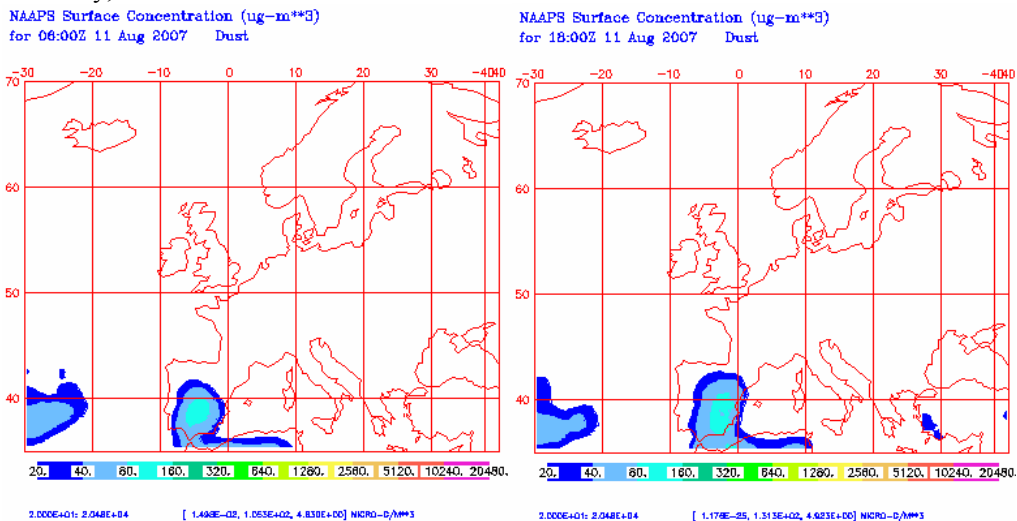 NAAPS Surface Concentration (ug-m**3)
for 06:00Z 11 Aug 2007 Dust
-30 -20 -10 0 10 20 30 -4040
70
60
50
40
20. 40. 80. 160. 320. 640. 1280. 2560. 5120. 10240. 20480.
2.000E+01: 2.048E+04 [ 1.498E-02, 1.053E+02, 4.830E+00] MICRO-G/M**3
NAAPS Surface Concentration (ug-m**3)
for 18:00Z 11 Aug 2007 Dust
-30 -20 -10 0 10 20 30 -4040
70
60
50
40
20. 40. 80. 160. 320. 640. 1280. 2560. 5120. 10240. 20480.
2.000E+01: 2.048E+04 [ 1.176E-25, 1.313E+02, 4.923E+00] MICRO-G/M**3